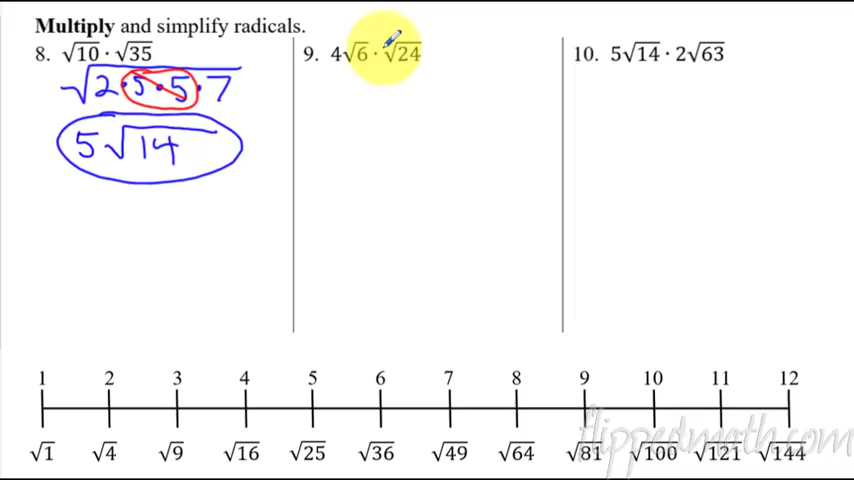 Multiply and simplify radicals.
8. √10 · √35
9. 4√6 · √24
10. 5√14 · 2√63
√2 · 5 · 5 · 7
5√14
1 2 3 4 5 6 7 8 9 10 11 12
√1 √4 √9 √16 √25 √36 √49 √64 √81 √100 √121 √144
flippedmath.com